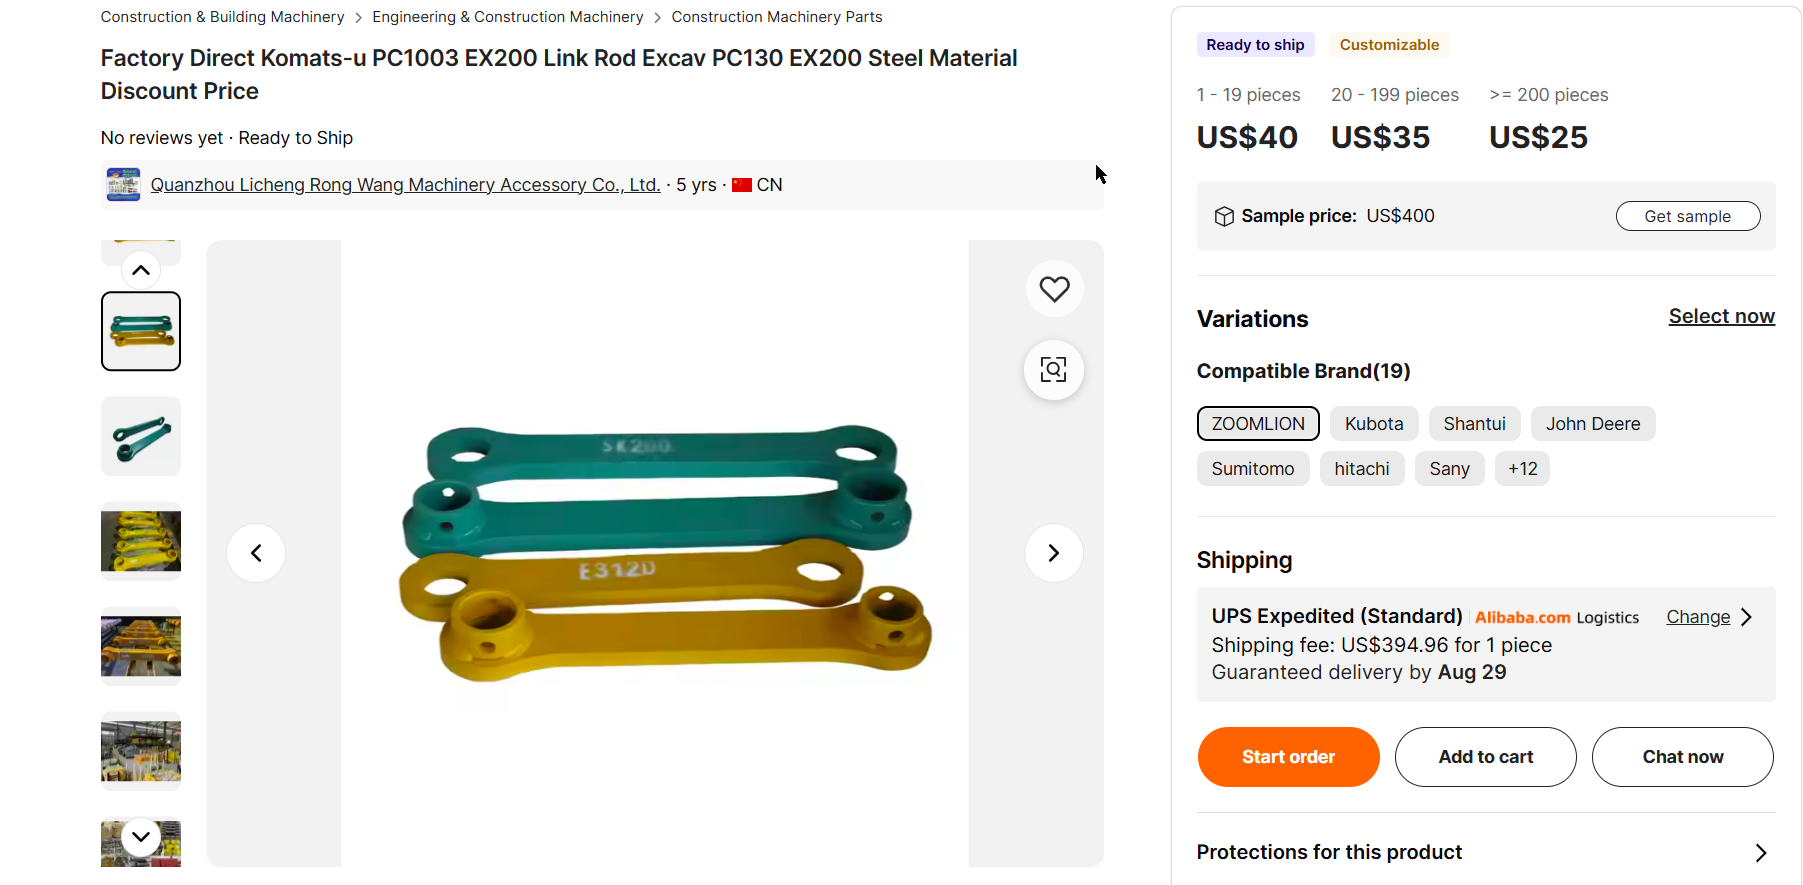 Construction & Building Machinery > Engineering & Construction Machinery > Construction Machinery Parts
Factory Direct Komats-u PC1003 EX200 Link Rod Excav PC130 EX200 Steel Material
Discount Price
No reviews yet · Ready to Ship
Quanzhou Licheng Rong Wang Machinery Accessory Co., Ltd. · 5 yrs · CN
SK200
E312D
Ready to ship Customizable
1 - 19 pieces 20 - 199 pieces >= 200 pieces
US$40 US$35 US$25
Sample price: US$400 Get sample
Variations Select now
Compatible Brand(19)
ZOOMLION Kubota Shantui John Deere
Sumitomo hitachi Sany +12
Shipping
UPS Expedited (Standard) Alibaba.com Logistics Change
Shipping fee: US$394.96 for 1 piece
Guaranteed delivery by Aug 29
Start order Add to cart Chat now
Protections for this product